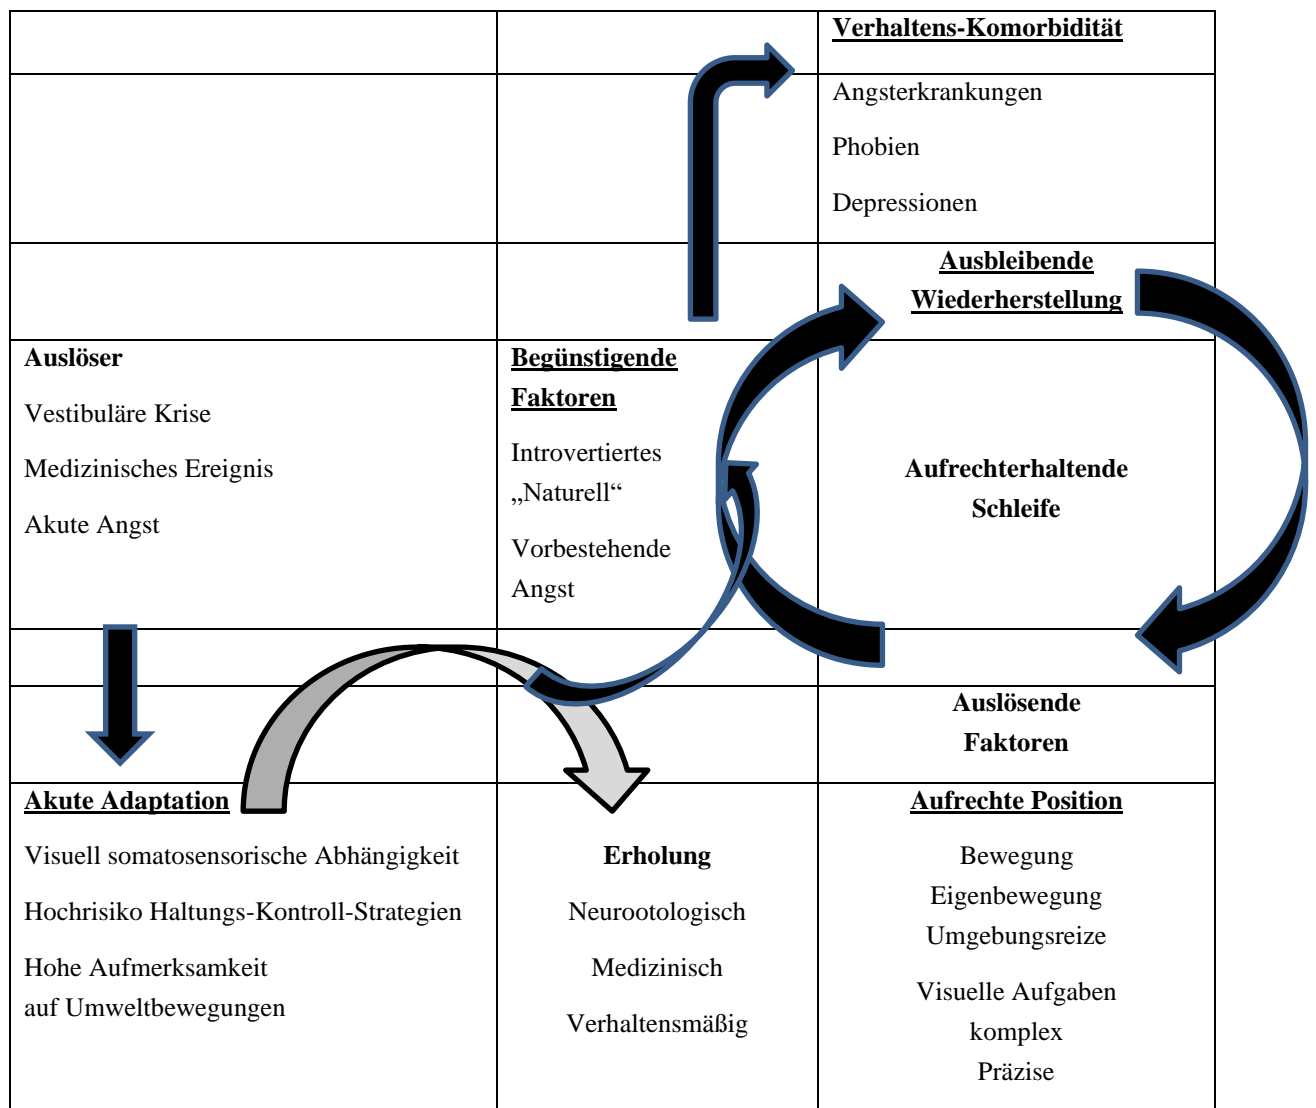 Verhaltens-Komorbidität
Angsterkrankungen
Phobien
Depressionen
Ausbleibende
Wiederherstellung
Auslöser
Vestibuläre Krise
Medizinisches Ereignis
Akute Angst
Begünstigende
Faktoren
Introvertiertes
„Naturell“
Vorbestehende
Angst
Aufrechterhaltende
Schleife
Auslösende
Faktoren
Akute Adaptation
Visuell somatosensorische Abhängigkeit
Hochrisiko Haltungs-Kontroll-Strategien
Hohe Aufmerksamkeit
auf Umweltbewegungen
Erholung
Neurootologisch
Medizinisch
Verhaltensmäßig
Aufrechte Position
Bewegung
Eigenbewegung
Umgebungsreize
Visuelle Aufgaben
komplex
Präzise